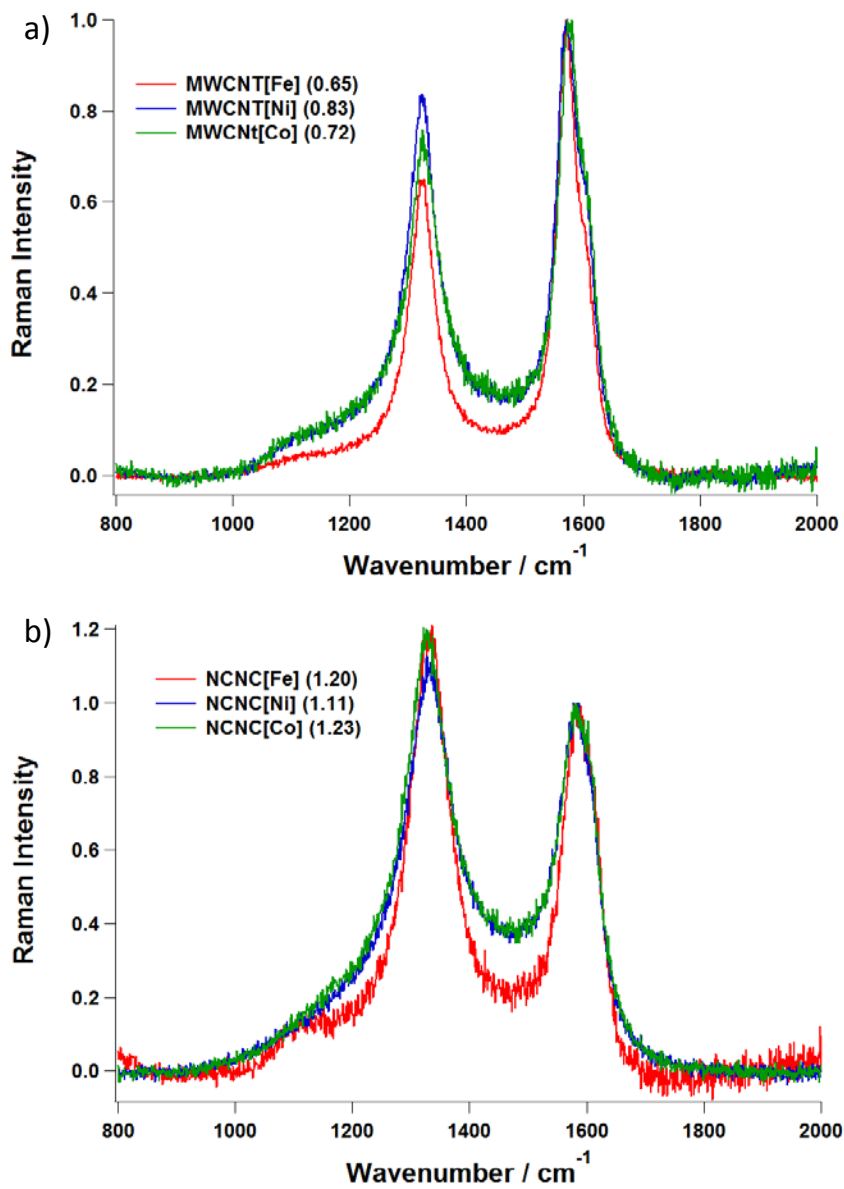 a)
1.0
0.8
0.6
0.4
0.2
0.0
Raman Intensity
MWCNT[Fe] (0.65)
MWCNT[Ni] (0.83)
MWCNt[Co] (0.72)
800 1000 1200 1400 1600 1800 2000
Wavenumber / cm-1
b)
1.2
1.0
0.8
0.6
0.4
0.2
0.0
Raman Intensity
NCNC[Fe] (1.20)
NCNC[Ni] (1.11)
NCNC[Co] (1.23)
800 1000 1200 1400 1600 1800 2000
Wavenumber / cm-1